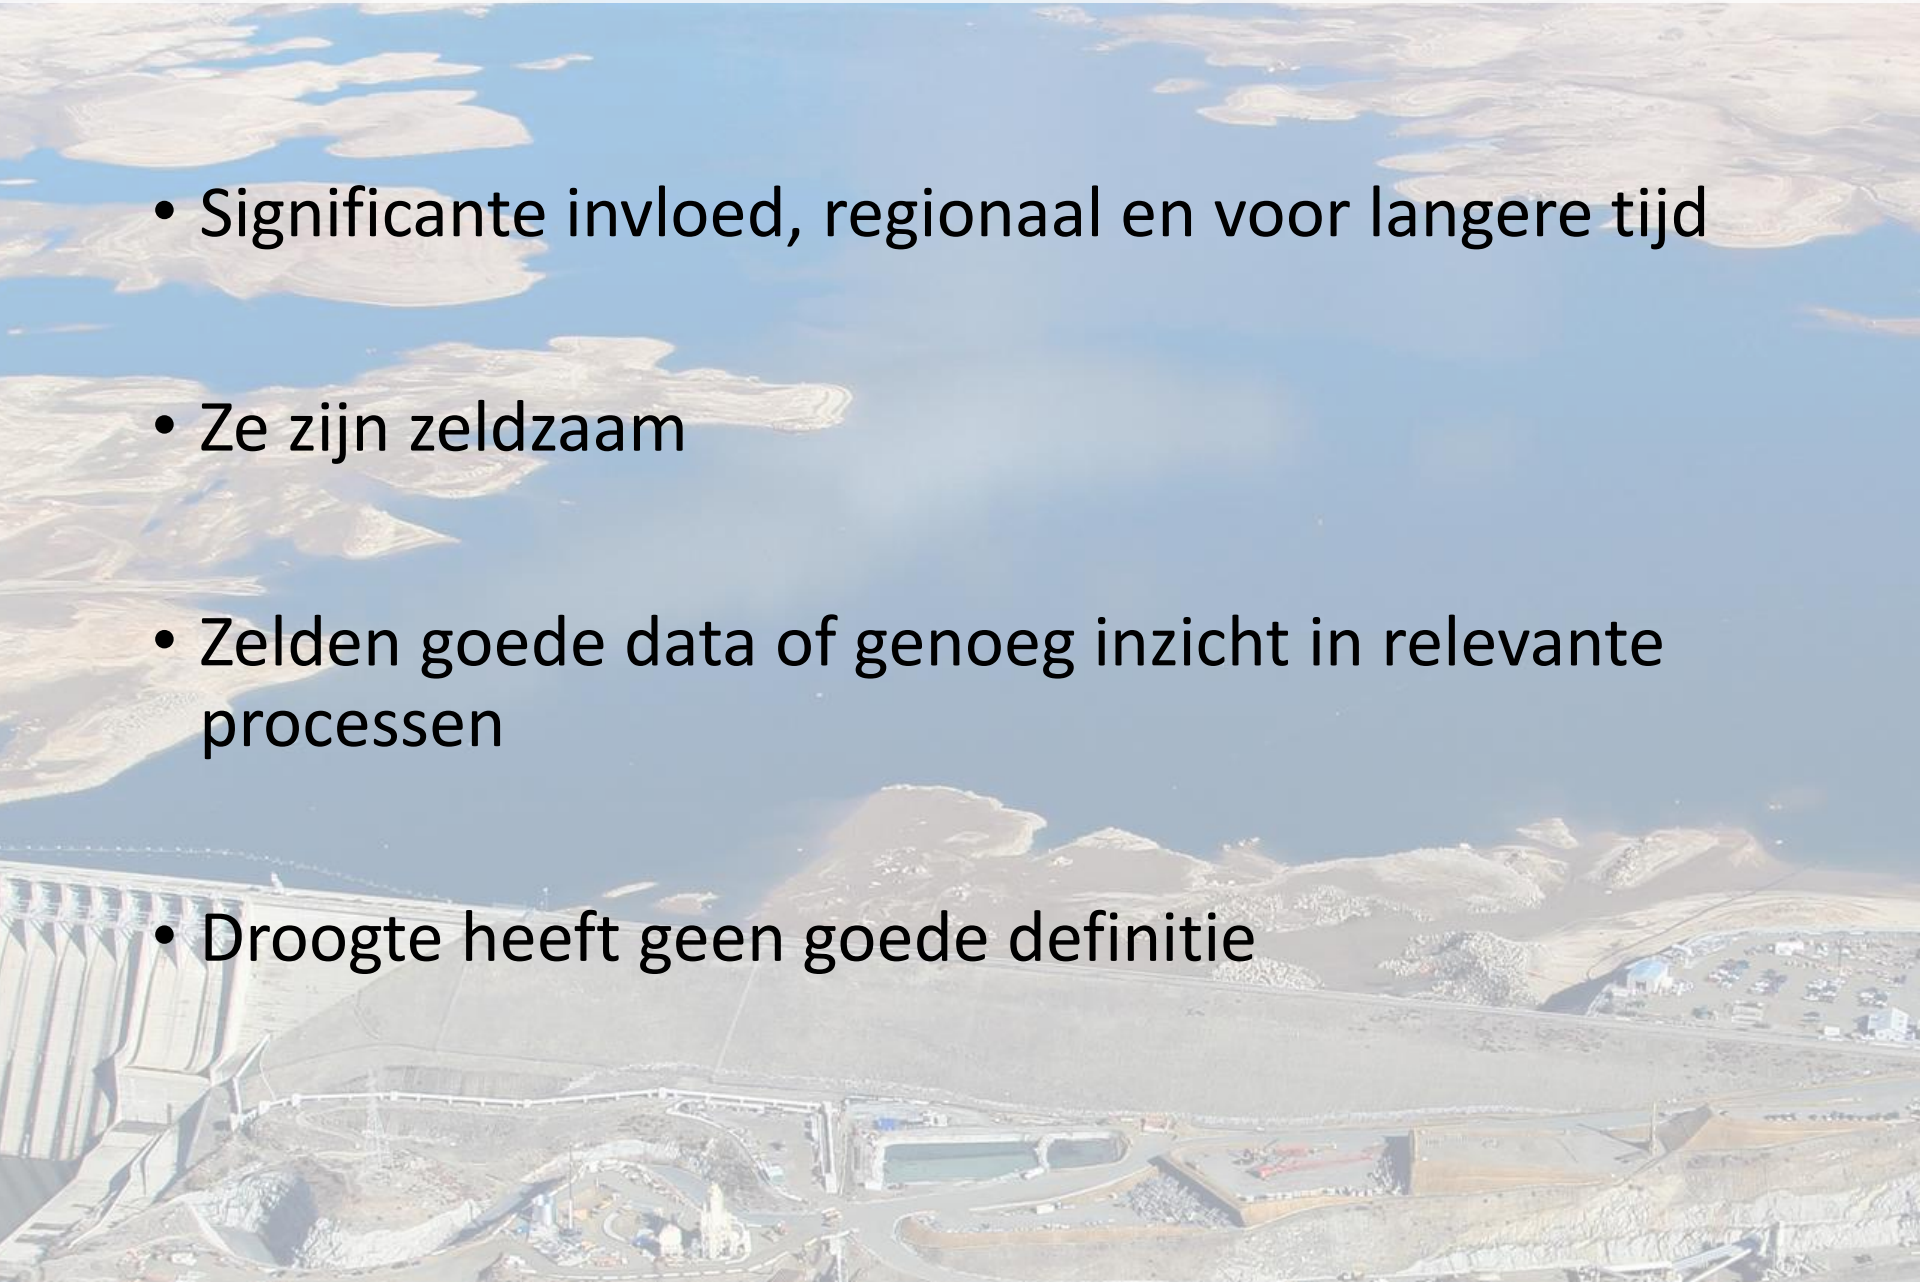 • Significante invloed, regionaal en voor langere tijd
• Ze zijn zeldzaam
• Zelden goede data of genoeg inzicht in relevante
processen
• Droogte heeft geen goede definitie